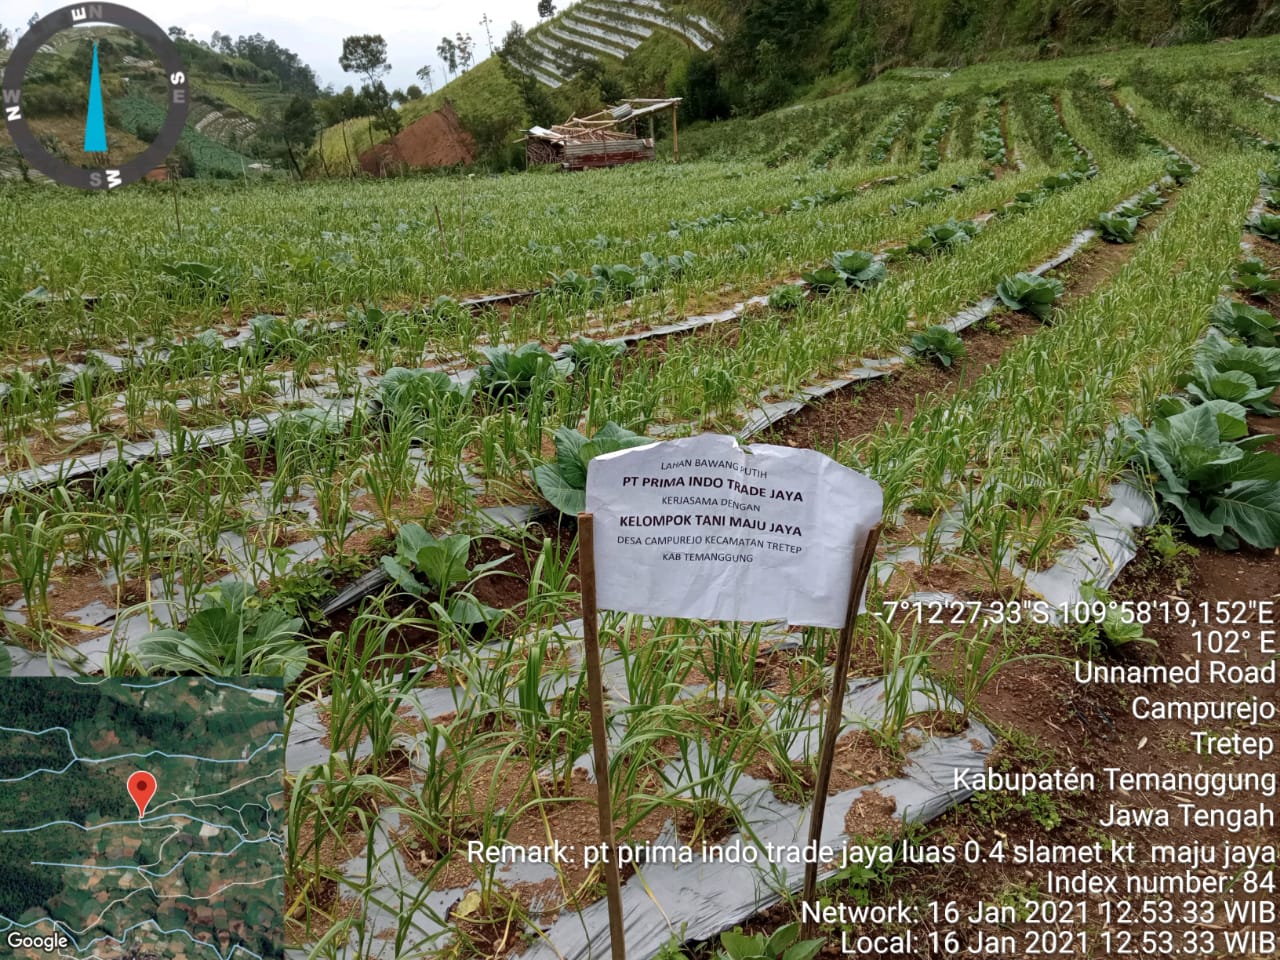 N
E
S
E
S
W
W
N
LAHAN BAWANG PUTIH
PT PRIMA INDO TRADE JAYA
KERJASAMA DENGAN
KELOMPOK TANI MAJU JAYA
DESA CAMPUREJO KECAMATAN TRETEP
KAB TEMANGGUNG
-7°12'27,33"S 109°58'19,152"E
102° E
Unnamed Road
Campurejo
Tretep
Kabupatén Temanggung
Jawa Tengah
Remark: pt prima indo trade jaya luas 0.4 slamet kt maju jaya
Index number: 84
Network: 16 Jan 2021 12.53.33 WIB
Local: 16 Jan 2021 12.53.33 WIB
Google